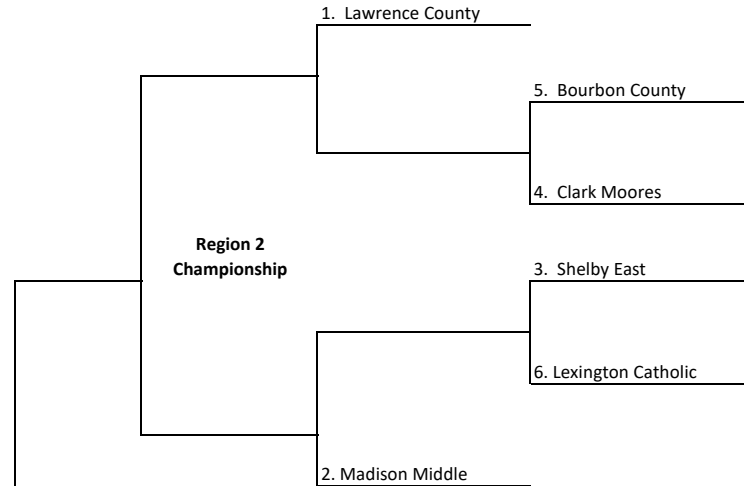 1. Lawrence County
5. Bourbon County
4. Clark Moores
Region 2
Championship
3. Shelby East
6. Lexington Catholic
2. Madison Middle